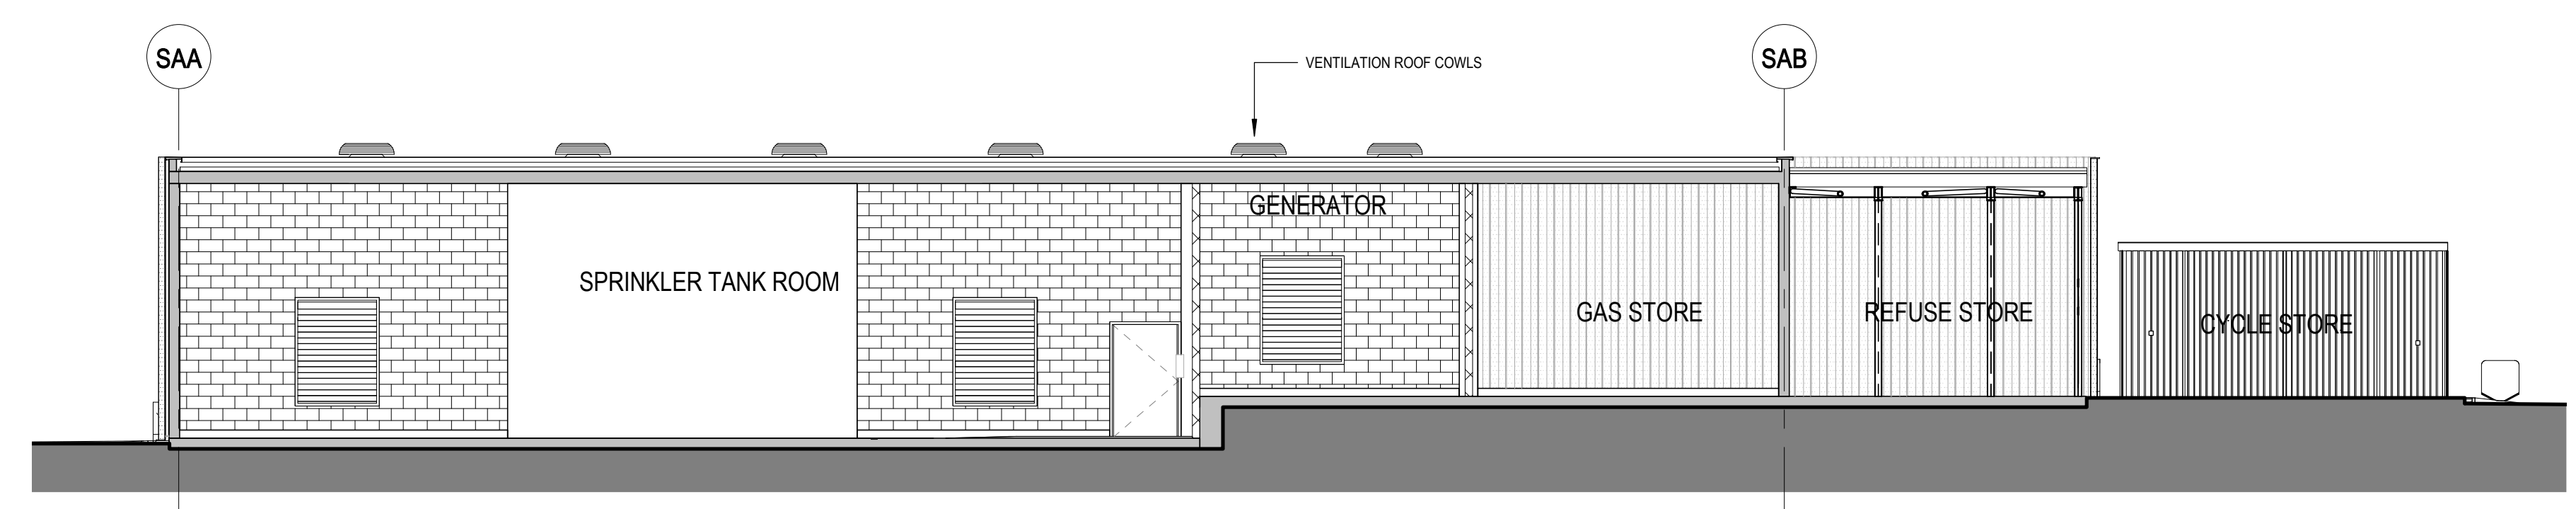 SAA
SAB
VENTILATION ROOF COWLS
GENERATOR
SPRINKLER TANK ROOM
GAS STORE
REFUSE STORE
CYCLE STORE